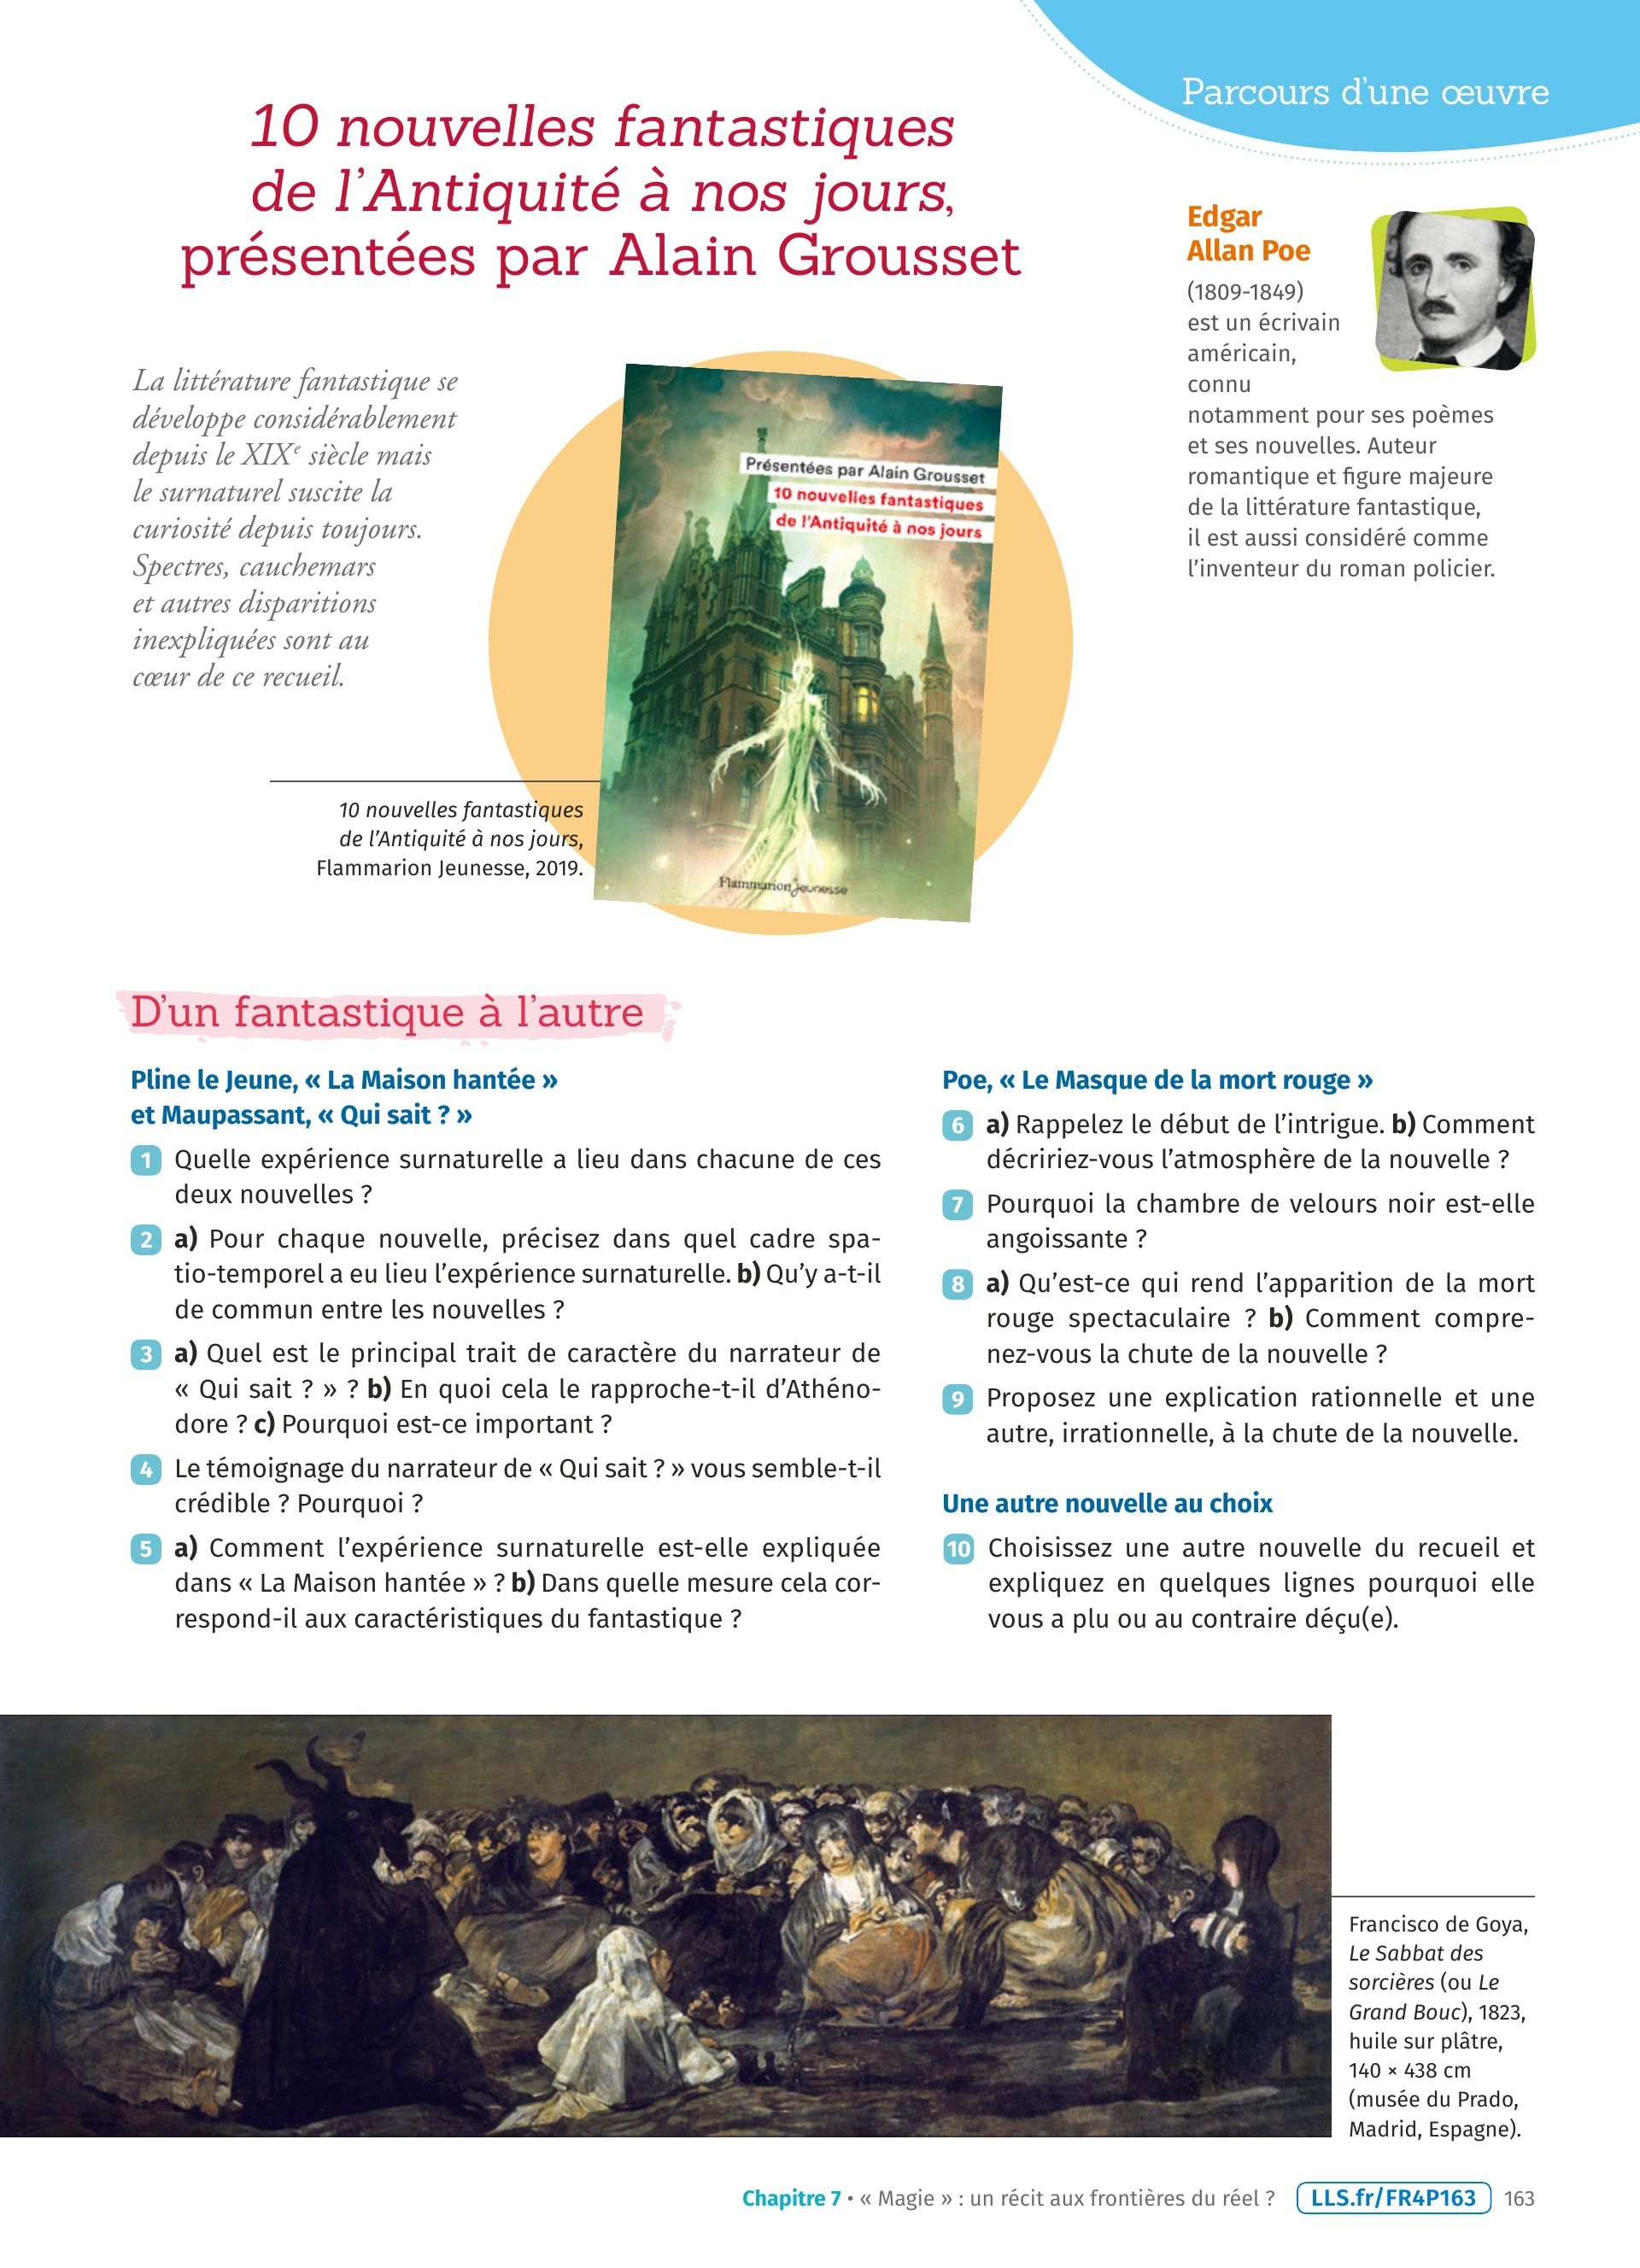 Parcours d'une œuvre
10 nouvelles fantastiques
de l'Antiquité à nos jours,
présentées par Alain Grousset
Edgar
Allan Poe
(1809-1849)
est un écrivain
américain,
connu
notamment pour ses poèmes
et ses nouvelles. Auteur
romantique et figure majeure
de la littérature fantastique,
il est aussi considéré comme
l'inventeur du roman policier.
La littérature fantastique se
développe considérablement
depuis le XIXe siècle mais
le surnaturel suscite la
curiosité depuis toujours.
Spectres, cauchemars
et autres disparitions
inexpliquées sont au
cœur de ce recueil.
Présentées par Alain Grousset
10 nouvelles fantastiques
de l'Antiquité à nos jours
Flammarion jeunesse
10 nouvelles fantastiques
de l'Antiquité à nos jours,
Flammarion Jeunesse, 2019.
D'un fantastique à l'autre
Pline le Jeune, « La Maison hantée »
et Maupassant, « Qui sait ? »
1 Quelle expérience surnaturelle a lieu dans chacune de ces
deux nouvelles ?
2 a) Pour chaque nouvelle, précisez dans quel cadre spa-
tio-temporel a eu lieu l'expérience surnaturelle. b) Qu'y a-t-il
de commun entre les nouvelles ?
3 a) Quel est le principal trait de caractère du narrateur de
« Qui sait ? » ? b) En quoi cela le rapproche-t-il d'Athéno-
dore ? c) Pourquoi est-ce important ?
4 Le témoignage du narrateur de « Qui sait ? » vous semble-t-il
crédible ? Pourquoi ?
5 a) Comment l'expérience surnaturelle est-elle expliquée
dans « La Maison hantée » ? b) Dans quelle mesure cela cor-
respond-il aux caractéristiques du fantastique ?
Poe, « Le Masque de la mort rouge »
6 a) Rappelez le début de l'intrigue. b) Comment
décririez-vous l'atmosphère de la nouvelle ?
7 Pourquoi la chambre de velours noir est-elle
angoissante ?
8 a) Qu'est-ce qui rend l'apparition de la mort
rouge spectaculaire ? b) Comment compre-
nez-vous la chute de la nouvelle ?
9 Proposez une explication rationnelle et une
autre, irrationnelle, à la chute de la nouvelle.
Une autre nouvelle au choix
10 Choisissez une autre nouvelle du recueil et
expliquez en quelques lignes pourquoi elle
vous a plu ou au contraire déçu(e).
Francisco de Goya,
Le Sabbat des
sorcières (ou Le
Grand Bouc), 1823,
huile sur plâtre,
140 × 438 cm
(musée du Prado,
Madrid, Espagne).
Chapitre 7 • « Magie » : un récit aux frontières du réel ? LLS.fr/FR4P163 163